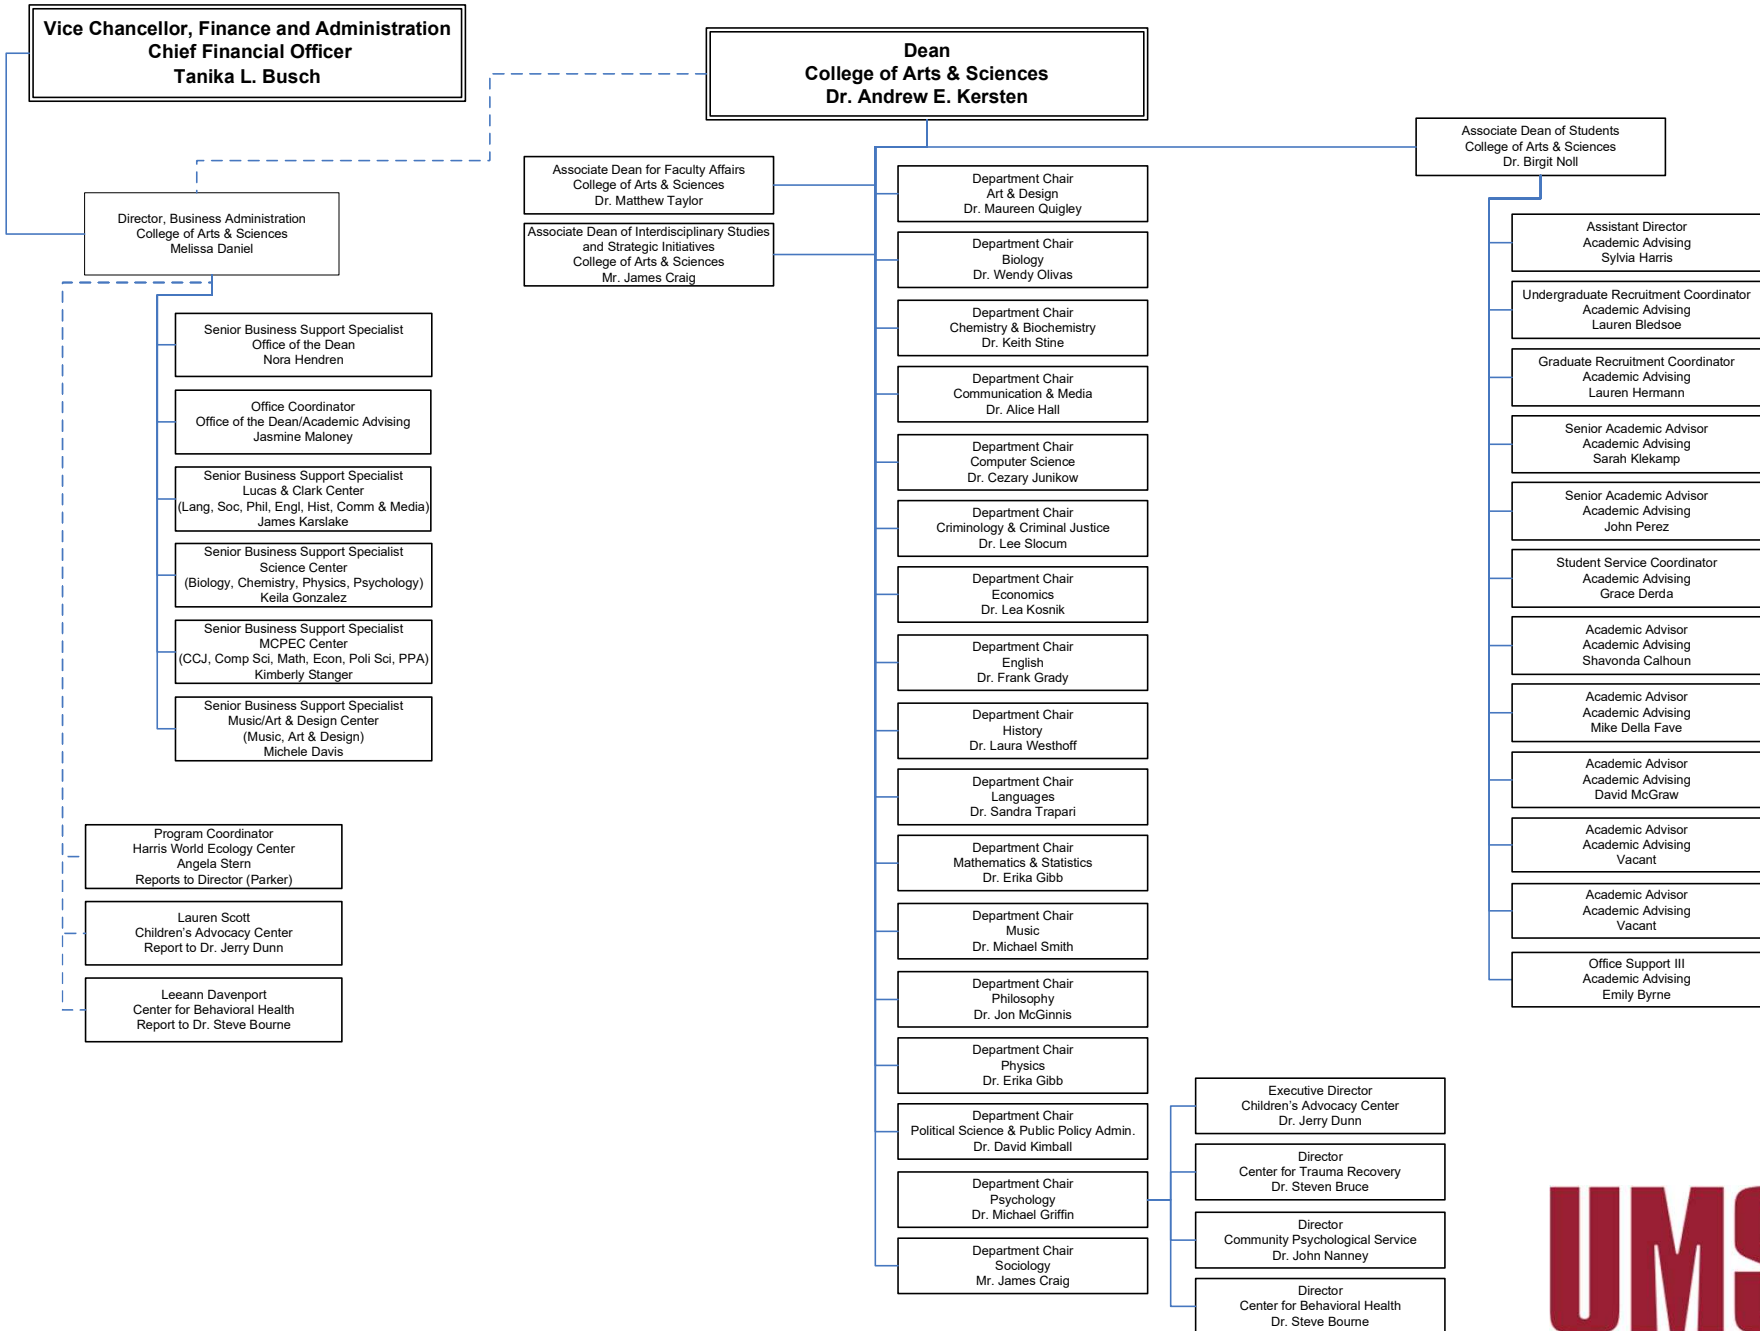 Vice Chancellor, Finance and Administration
Chief Financial Officer
Tanika L. Busch
Dean
College of Arts & Sciences
Dr. Andrew E. Kersten
Director, Business Administration
College of Arts & Sciences
Melissa Daniel
Senior Business Support Specialist
Office of the Dean
Nora Hendren
Office Coordinator
Office of the Dean/Academic Advising
Jasmine Maloney
Senior Business Support Specialist
Lucas & Clark Center
(Lang, Soc, Phil, Engl, Hist, Comm & Media)
James Karslake
Senior Business Support Specialist
Science Center
(Biology, Chemistry, Physics, Psychology)
Keila Gonzalez
Senior Business Support Specialist
MCPEC Center
(CCJ, Comp Sci, Math, Econ, Poli Sci, PPA)
Kimberly Stanger
Senior Business Support Specialist
Music/Art & Design Center
(Music, Art & Design)
Michele Davis
Program Coordinator
Harris World Ecology Center
Angela Stern
Reports to Director (Parker)
Lauren Scott
Children's Advocacy Center
Report to Dr. Jerry Dunn
Leeann Davenport
Center for Behavioral Health
Report to Dr. Steve Bourne
Associate Dean for Faculty Affairs
College of Arts & Sciences
Dr. Matthew Taylor
Associate Dean of Interdisciplinary Studies
and Strategic Initiatives
College of Arts & Sciences
Mr. James Craig
Department Chair
Art & Design
Dr. Maureen Quigley
Department Chair
Biology
Dr. Wendy Olivas
Department Chair
Chemistry & Biochemistry
Dr. Keith Stine
Department Chair
Communication & Media
Dr. Alice Hall
Department Chair
Computer Science
Dr. Cezary Junikow
Department Chair
Criminology & Criminal Justice
Dr. Lee Slocum
Department Chair
Economics
Dr. Lea Kosnik
Department Chair
English
Dr. Frank Grady
Department Chair
History
Dr. Laura Westhoff
Department Chair
Languages
Dr. Sandra Trapari
Department Chair
Mathematics & Statistics
Dr. Erika Gibb
Department Chair
Music
Dr. Michael Smith
Department Chair
Philosophy
Dr. Jon McGinnis
Department Chair
Physics
Dr. Erika Gibb
Department Chair
Political Science & Public Policy Admin.
Dr. David Kimball
Department Chair
Psychology
Dr. Michael Griffin
Department Chair
Sociology
Mr. James Craig
Executive Director
Children's Advocacy Center
Dr. Jerry Dunn
Director
Center for Trauma Recovery
Dr. Steven Bruce
Director
Community Psychological Service
Dr. John Nanney
Director
Center for Behavioral Health
Dr. Steve Bourne
Associate Dean of Students
College of Arts & Sciences
Dr. Birgit Noll
Assistant Director
Academic Advising
Sylvia Harris
Undergraduate Recruitment Coordinator
Academic Advising
Lauren Bledsoe
Graduate Recruitment Coordinator
Academic Advising
Lauren Hermann
Senior Academic Advisor
Academic Advising
Sarah Klekamp
Senior Academic Advisor
Academic Advising
John Perez
Student Service Coordinator
Academic Advising
Grace Derda
Academic Advisor
Academic Advising
Shavonda Calhoun
Academic Advisor
Academic Advising
Mike Della Fave
Academic Advisor
Academic Advising
David McGraw
Academic Advisor
Academic Advising
Vacant
Academic Advisor
Academic Advising
Vacant
Office Support III
Academic Advising
Emily Byrne
UMS